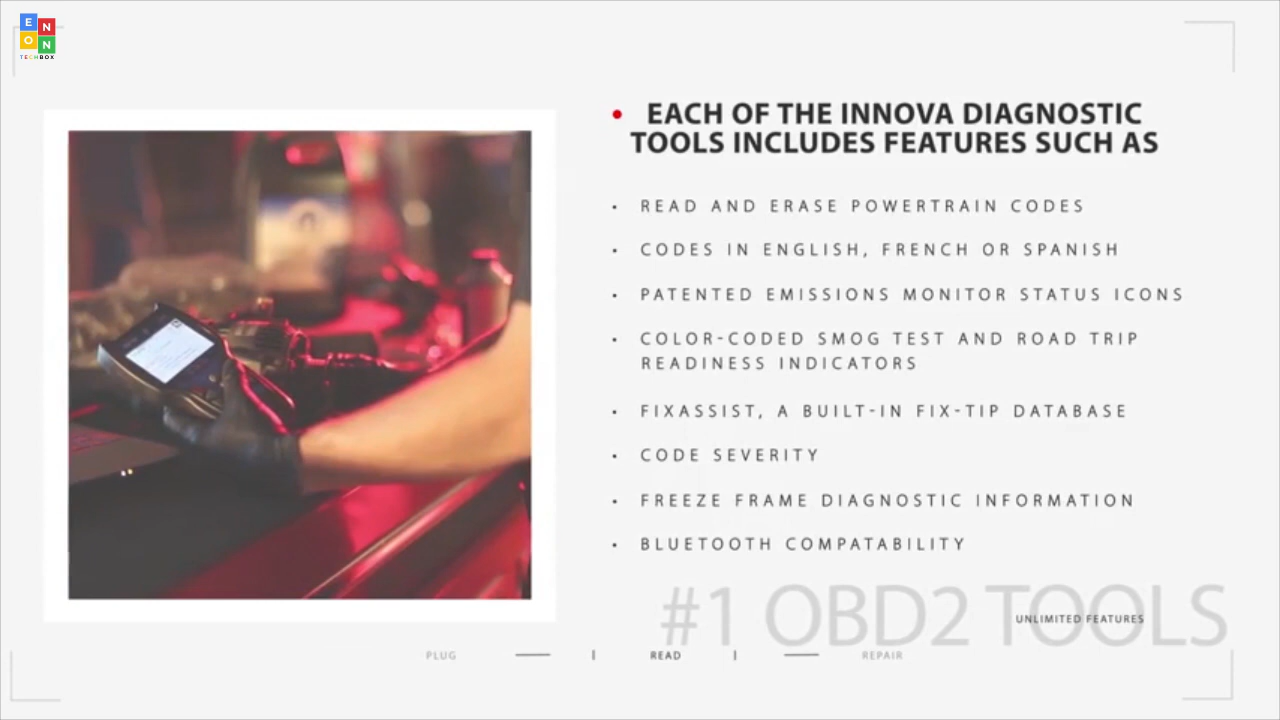 E N
O N
TECHBOX
• EACH OF THE INNOVA DIAGNOSTIC
TOOLS INCLUDES FEATURES SUCH AS
• READ AND ERASE POWERTRAIN CODES
• CODES IN ENGLISH, FRENCH OR SPANISH
• PATENTED EMISSIONS MONITOR STATUS ICONS
• COLOR-CODED SMOG TEST AND ROAD TRIP
READINESS INDICATORS
• FIXASSIST, A BUILT-IN FIX-TIP DATABASE
• CODE SEVERITY
• FREEZE FRAME DIAGNOSTIC INFORMATION
• BLUETOOTH COMPATABILITY
#1 OBD2 TOOLS
UNLIMITED FEATURES
PLUG — | READ | — REPAIR